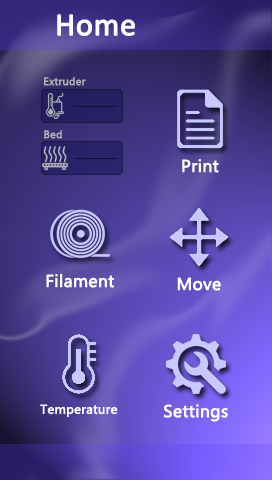 Home
Extruder
Bed
Print
Filament
Move
Temperature
Settings